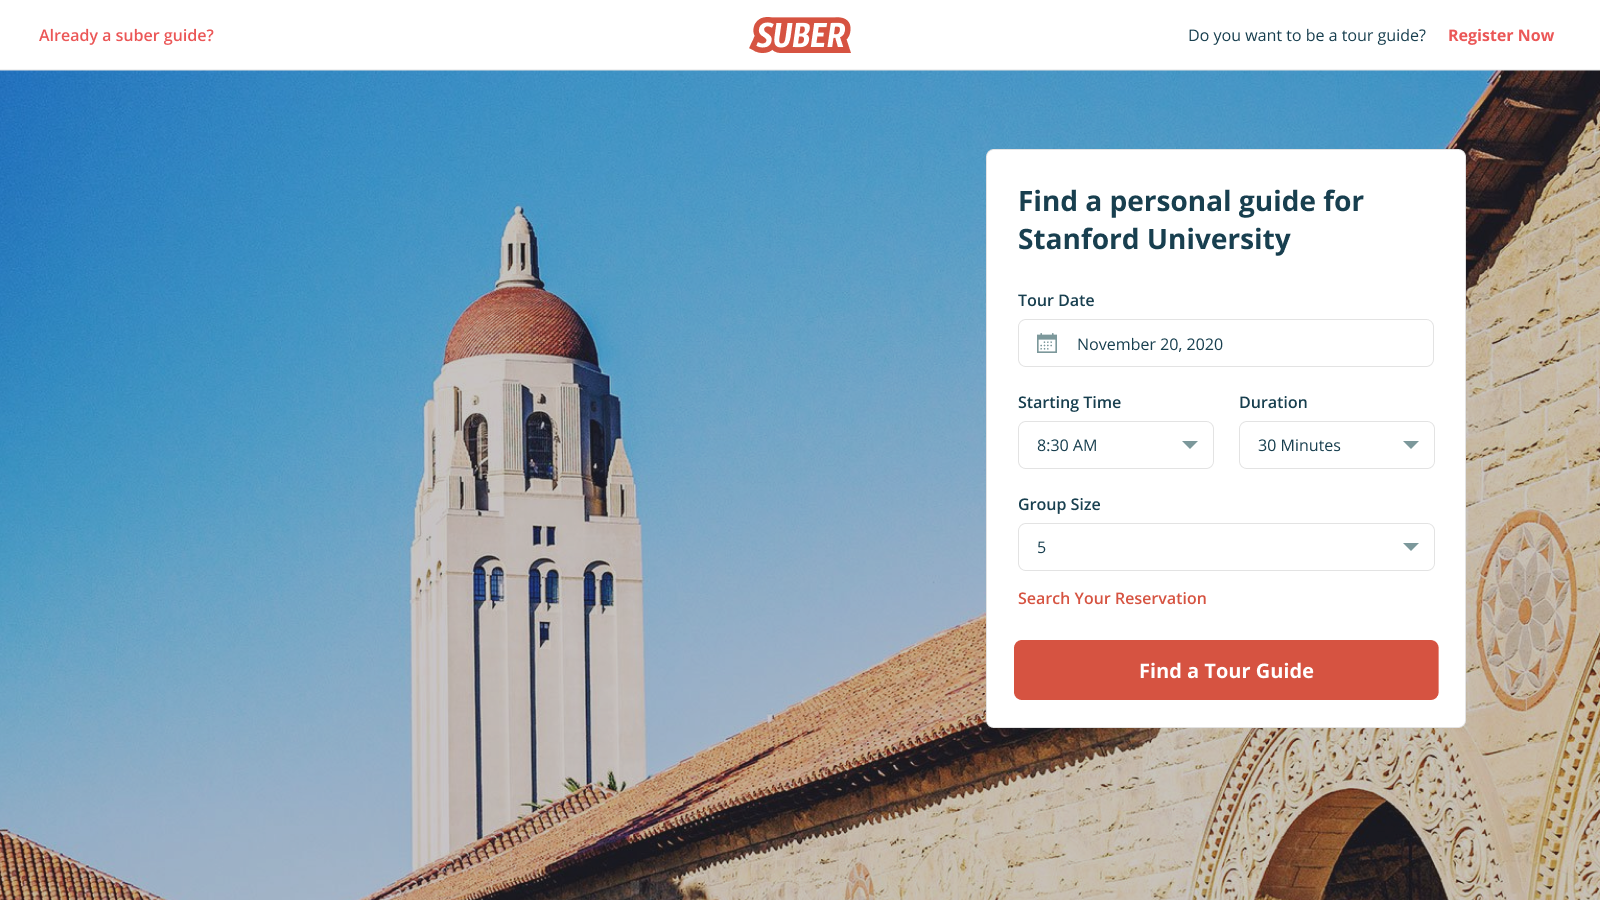 Already a suber guide?
SUBER
Do you want to be a tour guide? Register Now
Find a personal guide for
Stanford University
Tour Date
November 20, 2020
Starting Time
Duration
8:30 AM
30 Minutes
Group Size
5
Search Your Reservation
Find a Tour Guide